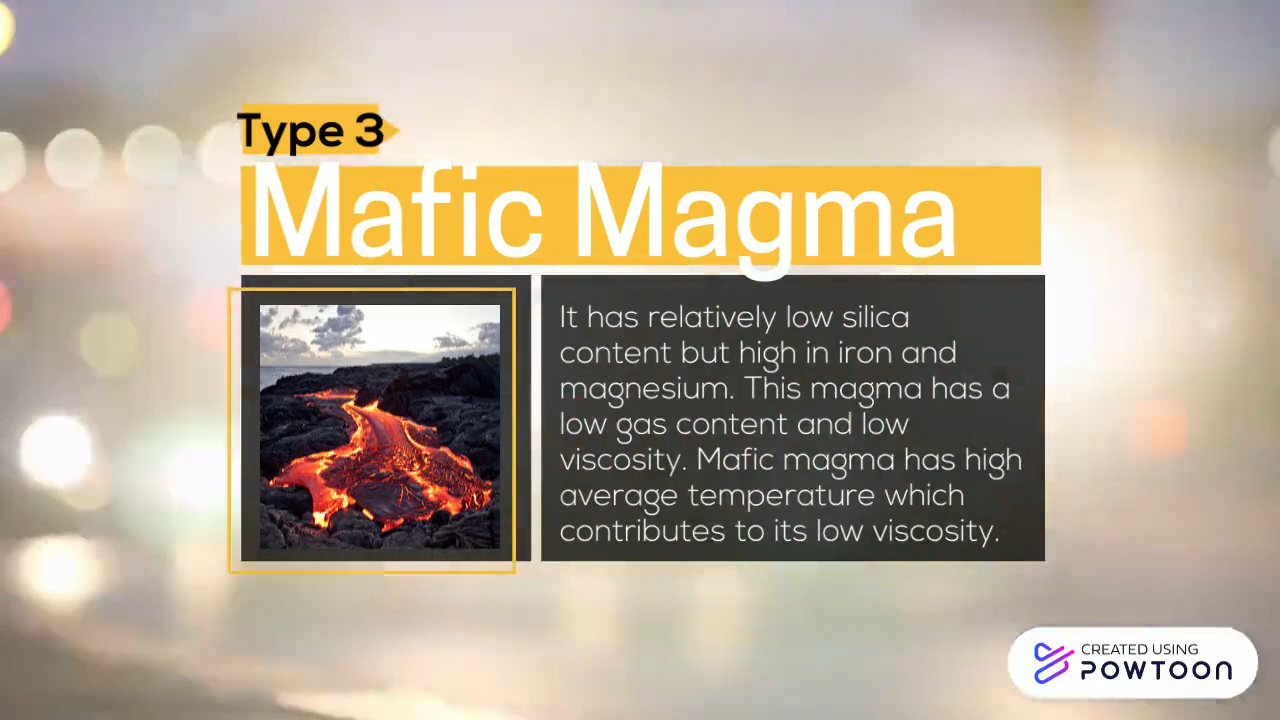 Type 3
Mafic Magma
It has relatively low silica
content but high in iron and
magnesium. This magma has a
low gas content and low
viscosity. Mafic magma has high
average temperature which
contributes to its low viscosity.
CREATED USING
POWTOON